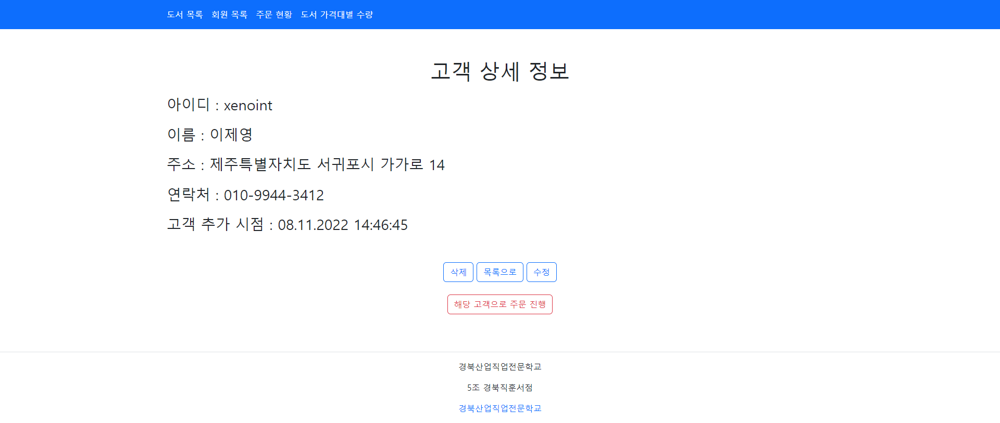 도서 목록 회원 목록 주문 현황 도서 가격대별 수량
고객 상세 정보
아이디 : xenoint
이름 : 이제영
주소 : 제주특별자치도 서귀포시 가가로 14
연락처 : 010-9944-3412
고객 추가 시점 : 08.11.2022 14:46:45
삭제 목록으로 수정
해당 고객으로 주문 진행
경북산업직업전문학교
5조 경북직훈서점
경북산업직업전문학교